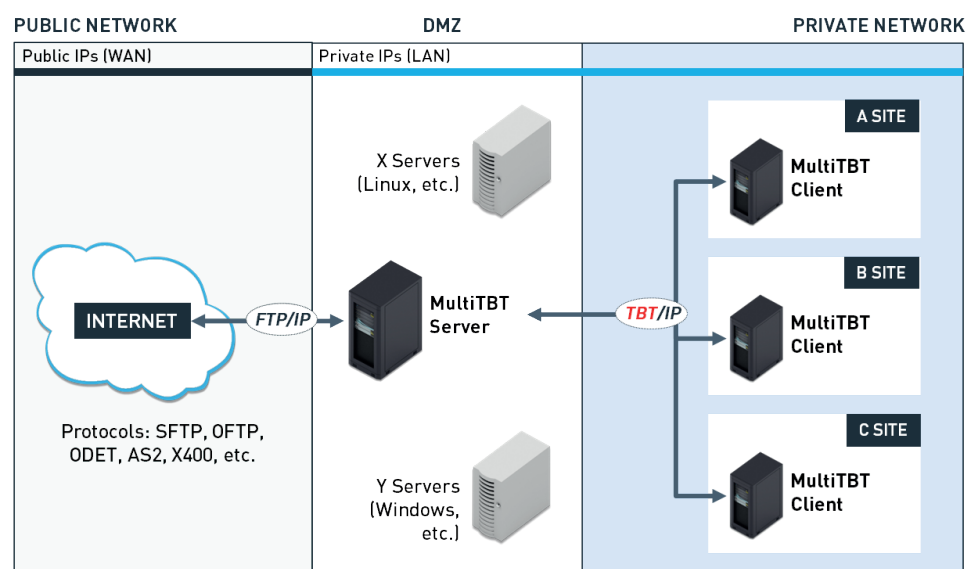 PUBLIC NETWORK
DMZ
PRIVATE NETWORK
Public IPs (WAN)
Private IPs (LAN)
A SITE
X Servers
(Linux, etc.)
MultiTBT
Client
B SITE
INTERNET
FTP/IP
MultiTBT
Server
TBT/IP
MultiTBT
Client
C SITE
Protocols: SFTP, OFTP,
ODET, AS2, X400, etc.
Y Servers
(Windows,
etc.)
MultiTBT
Client